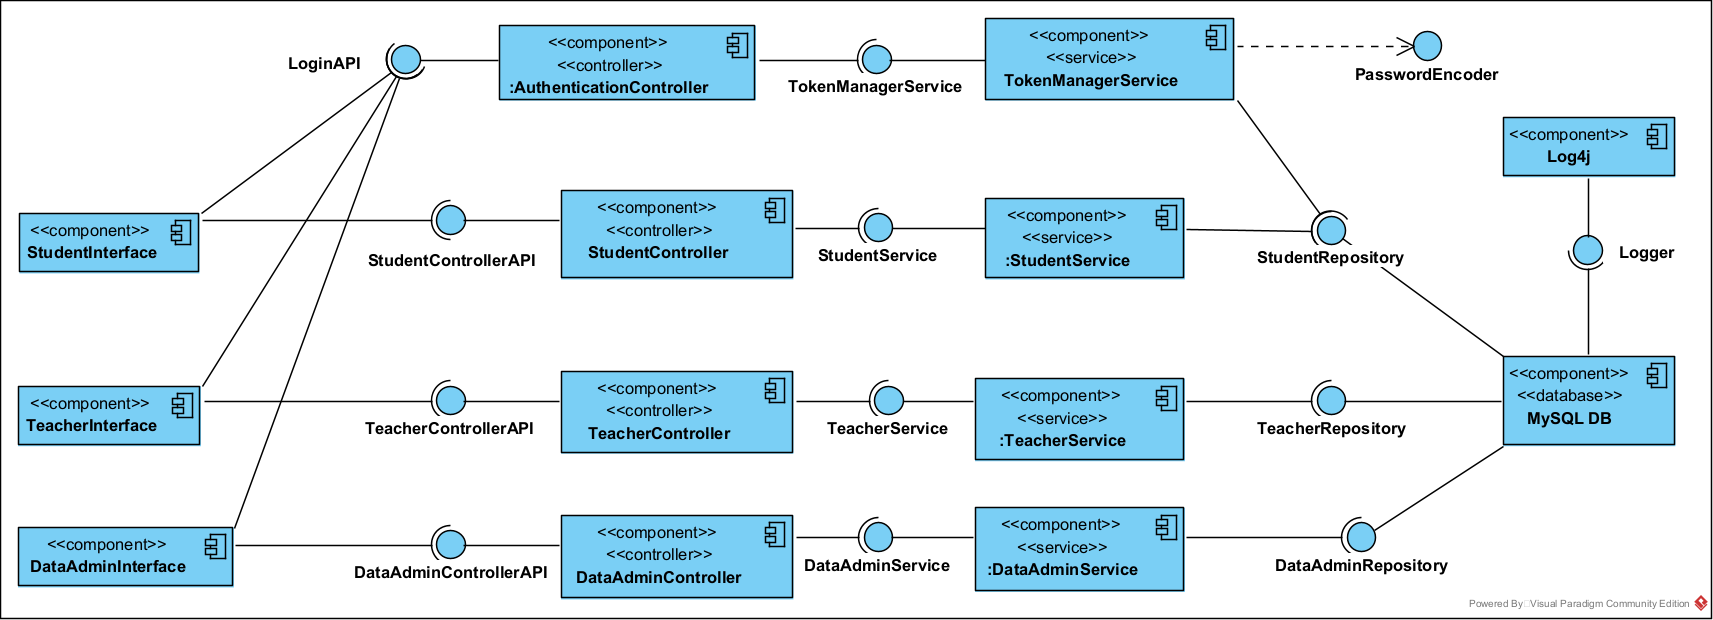 LoginAPI
<<component>>
<<controller>>
:AuthenticationController
TokenManagerService
<<component>>
<<service>>
TokenManagerService
PasswordEncoder
<<component>>
Log4j
<<component>>
StudentInterface
StudentControllerAPI
<<component>>
<<controller>>
StudentController
StudentService
<<component>>
<<service>>
:StudentService
StudentRepository
Logger
<<component>>
TeacherInterface
TeacherControllerAPI
<<component>>
<<controller>>
TeacherController
TeacherService
<<component>>
<<service>>
:TeacherService
TeacherRepository
<<component>>
<<database>>
MySQL DB
<<component>>
DataAdminInterface
DataAdminControllerAPI
<<component>>
<<controller>>
DataAdminController
DataAdminService
<<component>>
<<service>>
:DataAdminService
DataAdminRepository
Powered By Visual Paradigm Community Edition